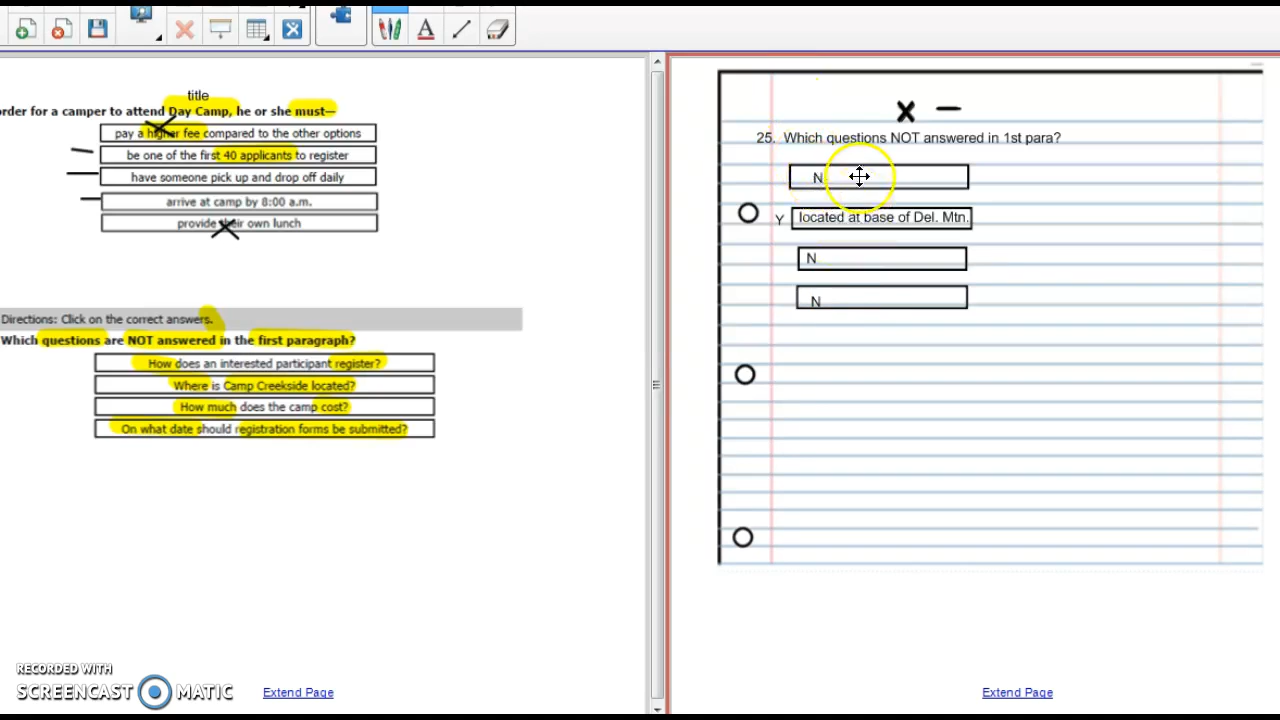 title
order for a camper to attend Day Camp, he or she must—
pay a higher fee compared to the other options
be one of the first 40 applicants to register
have someone pick up and drop off daily
arrive at camp by 8:00 a.m.
provide their own lunch
Directions: Click on the correct answers.
Which questions are NOT answered in the first paragraph?
How does an interested participant register?
Where is Camp Creekside located?
How much does the camp cost?
On what date should registration forms be submitted?
RECORDED WITH
SCREENCAST MATIC
Extend Page
X —
25. Which questions NOT answered in 1st para?
N
Y located at base of Del. Mtn.
N
N
Extend Page